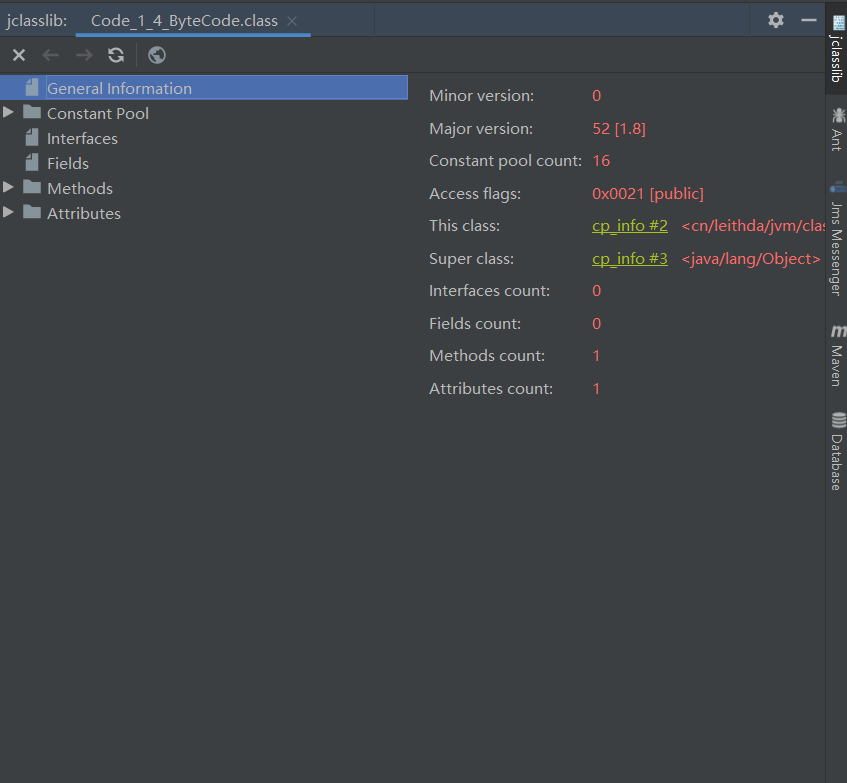 jclasslib: Code_1_4_ByteCode.class
General Information
Constant Pool
Interfaces
Fields
Methods
Attributes
Minor version: 0
Major version: 52 [1.8]
Constant pool count: 16
Access flags: 0x0021 [public]
This class: cp_info #2 <cn/leithda/jvm/clas
Super class: cp_info #3 <java/lang/Object>
Interfaces count: 0
Fields count: 0
Methods count: 1
Attributes count: 1
jclasslib
Ant
Jms Messenger
m
Maven
Database